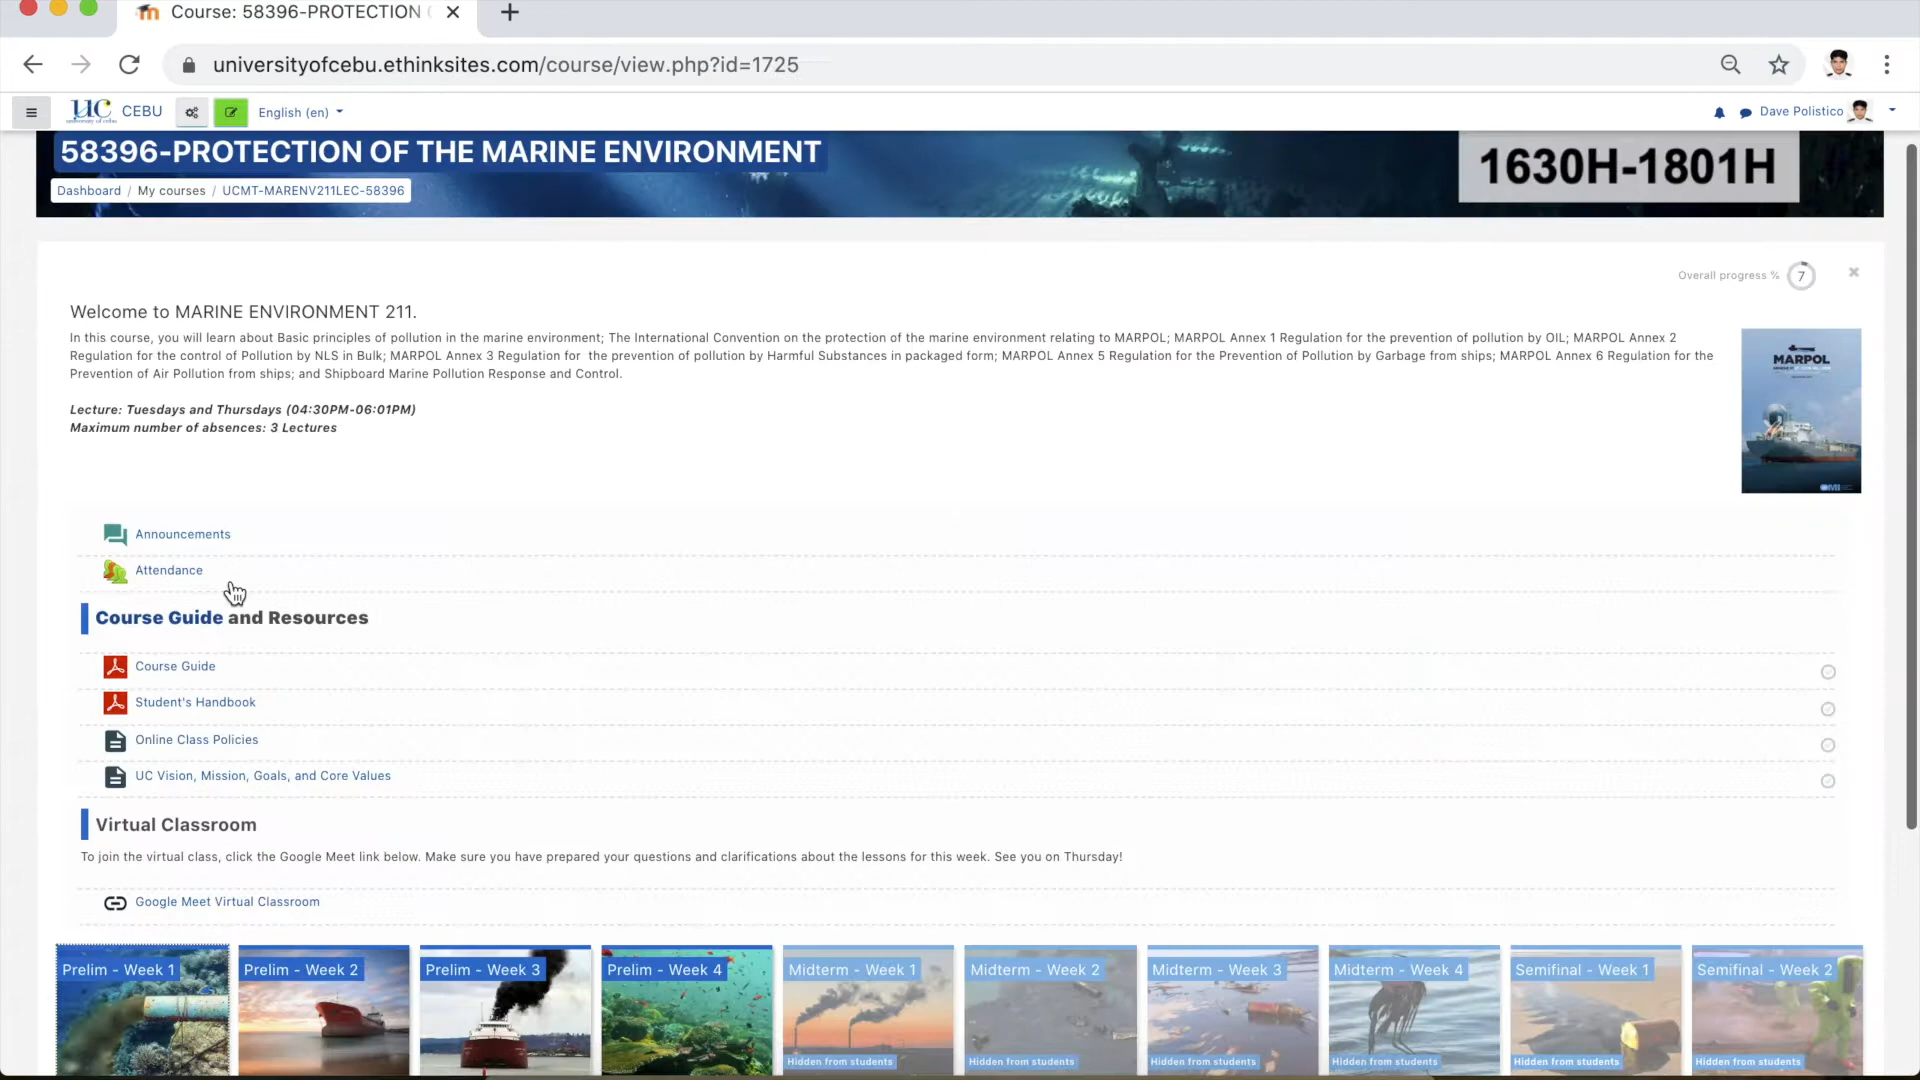 Course: 58396-PROTECTION
universityofcebu.ethinksites.com/course/view.php?id=1725
UC CEBU
English (en)
Dave Polistico
58396-PROTECTION OF THE MARINE ENVIRONMENT
Dashboard / My courses / UCMT-MARENV211LEC-58396
1630H-1801H
Overall progress % 7
Welcome to MARINE ENVIRONMENT 211.
In this course, you will learn about Basic principles of pollution in the marine environment; The International Convention on the protection of the marine environment relating to MARPOL; MARPOL Annex 1 Regulation for the prevention of pollution by OIL; MARPOL Annex 2
Regulation for the control of Pollution by NLS in Bulk; MARPOL Annex 3 Regulation for the prevention of pollution by Harmful Substances in packaged form; MARPOL Annex 5 Regulation for the Prevention of Pollution by Garbage from ships; MARPOL Annex 6 Regulation for the
Prevention of Air Pollution from ships; and Shipboard Marine Pollution Response and Control.
MARPOL
Lecture: Tuesdays and Thursdays (04:30PM-06:01PM)
Maximum number of absences: 3 Lectures
Announcements
Attendance
Course Guide and Resources
Course Guide
Student's Handbook
Online Class Policies
UC Vision, Mission, Goals, and Core Values
Virtual Classroom
To join the virtual class, click the Google Meet link below. Make sure you have prepared your questions and clarifications about the lessons for this week. See you on Thursday!
Google Meet Virtual Classroom
Prelim - Week 1
Prelim - Week 2
Prelim - Week 3
Prelim - Week 4
Midterm - Week 1
Hidden from students
Midterm - Week 2
Hidden from students
Midterm - Week 3
Hidden from students
Midterm - Week 4
Hidden from students
Semifinal - Week 1
Hidden from students
Semifinal - Week 2
Hidden from students